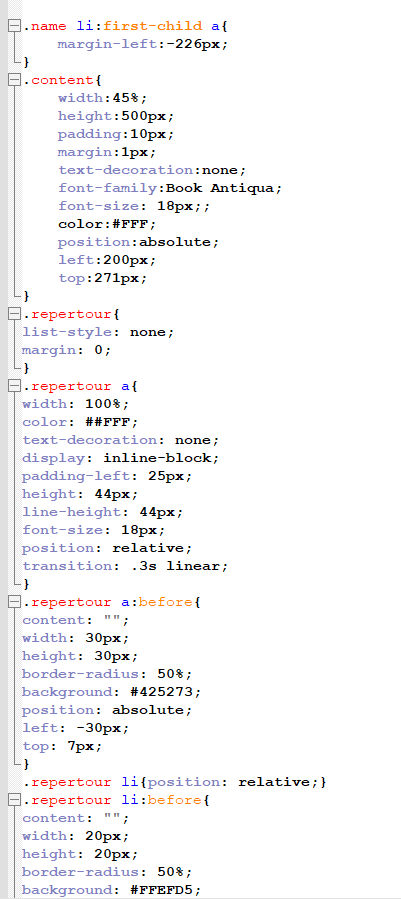 .name li:first-child a{
margin-left:-226px;
}
.content{
width:45%;
height:500px;
padding:10px;
margin:1px;
text-decoration:none;
font-family:Book Antiqua;
font-size: 18px;;
color:#FFF;
position:absolute;
left:200px;
top:271px;
}
.repertour{
list-style: none;
margin: 0;
}
.repertour a{
width: 100%;
color: ##FFF;
text-decoration: none;
display: inline-block;
padding-left: 25px;
height: 44px;
line-height: 44px;
font-size: 18px;
position: relative;
transition: .3s linear;
}
.repertour a:before{
content: "";
width: 30px;
height: 30px;
border-radius: 50%;
background: #425273;
position: absolute;
left: -30px;
top: 7px;
}
.repertour li{position: relative;}
.repertour li:before{
content: "";
width: 20px;
height: 20px;
border-radius: 50%;
background: #FFEFD5;